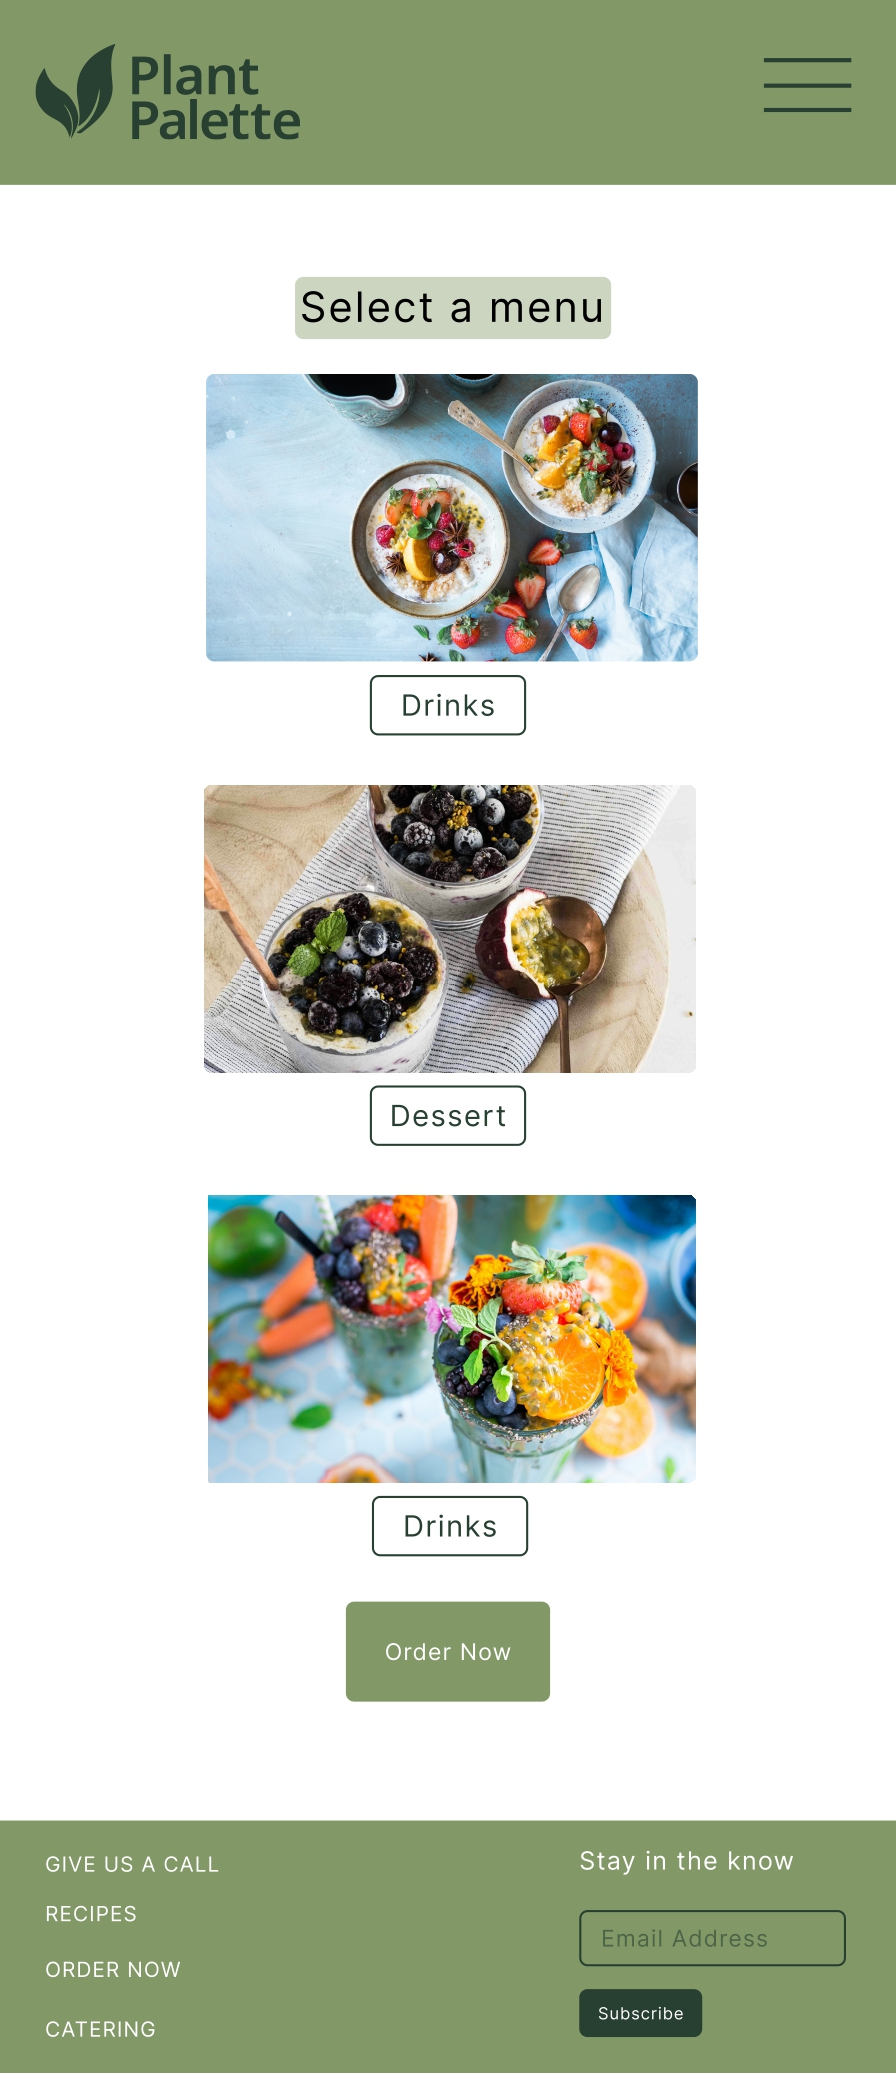 Plant
Palette
Select a menu
Drinks
Dessert
Drinks
Order Now
GIVE US A CALL
RECIPES
ORDER NOW
CATERING
Stay in the know
Email Address
Subscribe